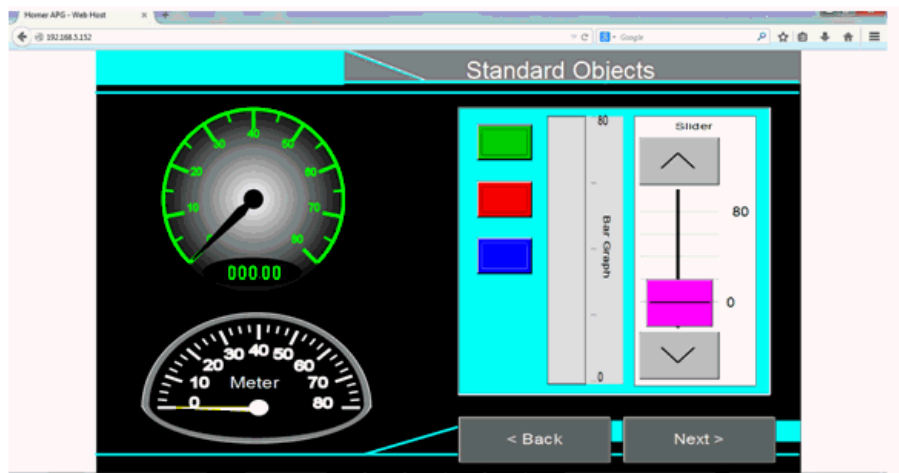 Horner APG - Web Host
192.168.3.152
Google
Standard Objects
0 10 20 30 40 50 60 70 80
000.00
0 10 20 30 40 50 60 70 80
Meter
80
Bar Graph
0
Slider
80
0
< Back
Next >